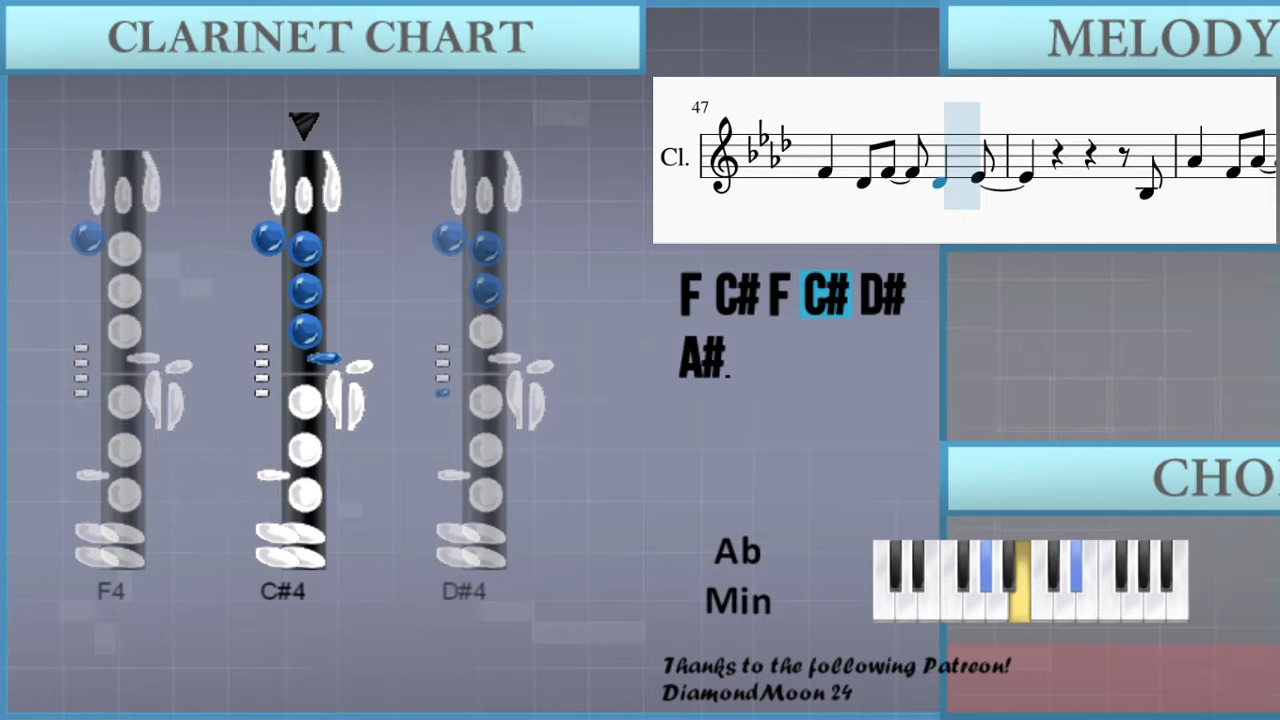 CLARINET CHART
MELODY
47
Cl.
F C# F C# D#
A#.
F4
C#4
D#4
CHO
Ab
Min
Thanks to the following Patreon!
DiamondMoon 24